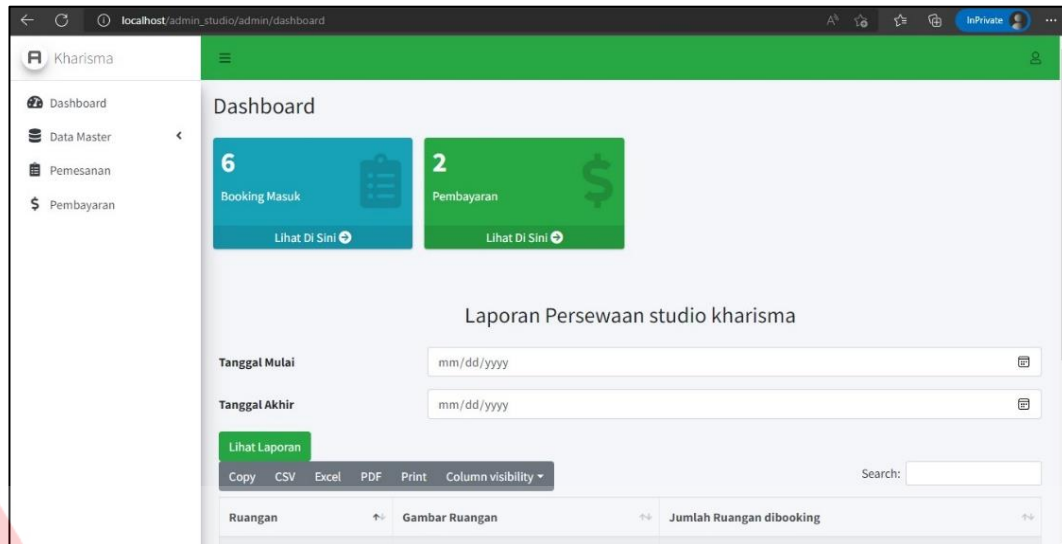 localhost/admin_studio/admin/dashboard
InPrivate
A Kharisma
Dashboard
Data Master
Pemesanan
Pembayaran
Dashboard
6
Booking Masuk
Lihat Di Sini
2
Pembayaran
Lihat Di Sini
Laporan Persewaan studio kharisma
Tanggal Mulai mm/dd/yyyy
Tanggal Akhir mm/dd/yyyy
Lihat Laporan
Copy CSV Excel PDF Print Column visibility
Search:
Ruangan Gambar Ruangan Jumlah Ruangan dibooking